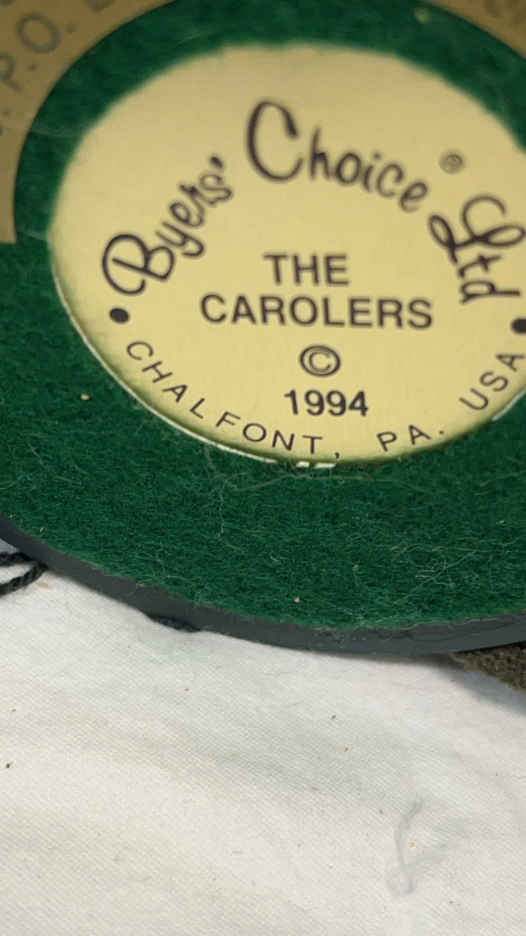 P.O.
Byers' Choice Ltd
®
THE
CAROLERS
©
1994
• CHALFONT, PA. USA •